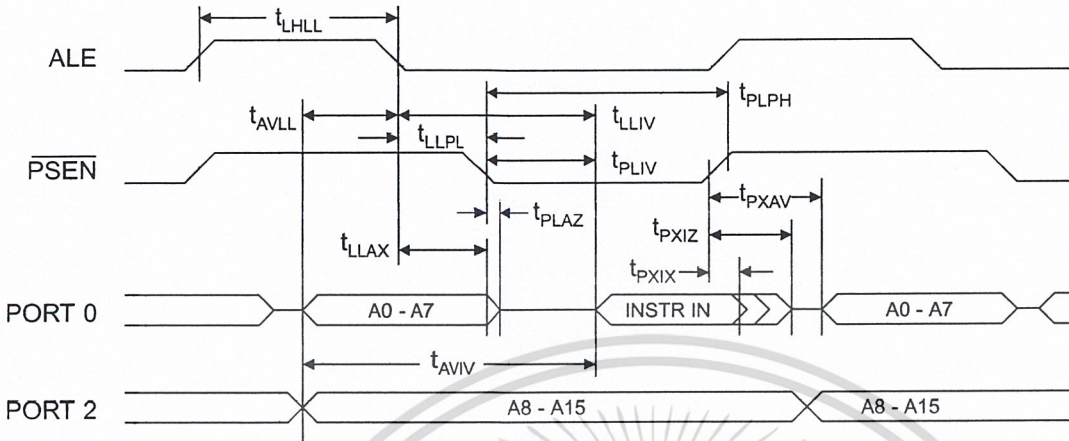 tLHLL
ALE
tPLPH
tAVLL
tLLIV
tLLPL
PSEN
tPLIV
tPXAV
tPLAZ
tPXIZ
tLLAX
tPXIX
PORT 0
A0 - A7
INSTR IN
A0 - A7
tAVIV
PORT 2
A8 - A15
A8 - A15